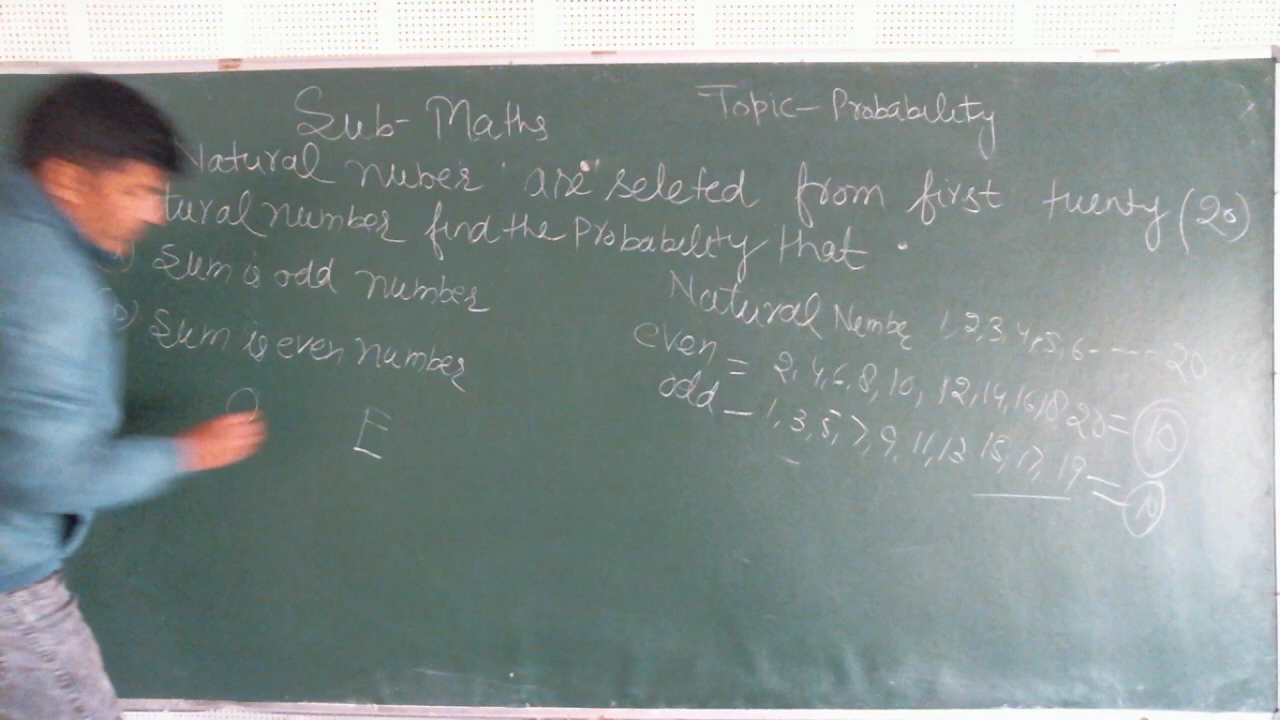 Sub- Maths
Topic- Probability
Natural nuber are seleted from first twenty (20)
tural number find the Probability that .
) Sum is odd number
) Sum is even number
Natural Nembe 1,2,3,4,5,6---- 20
even = 2,4,6,8,10, 12,14,16,18,20= 10
odd — 1,3,5,7,9,11,13 15,17,19 = 10
O
E